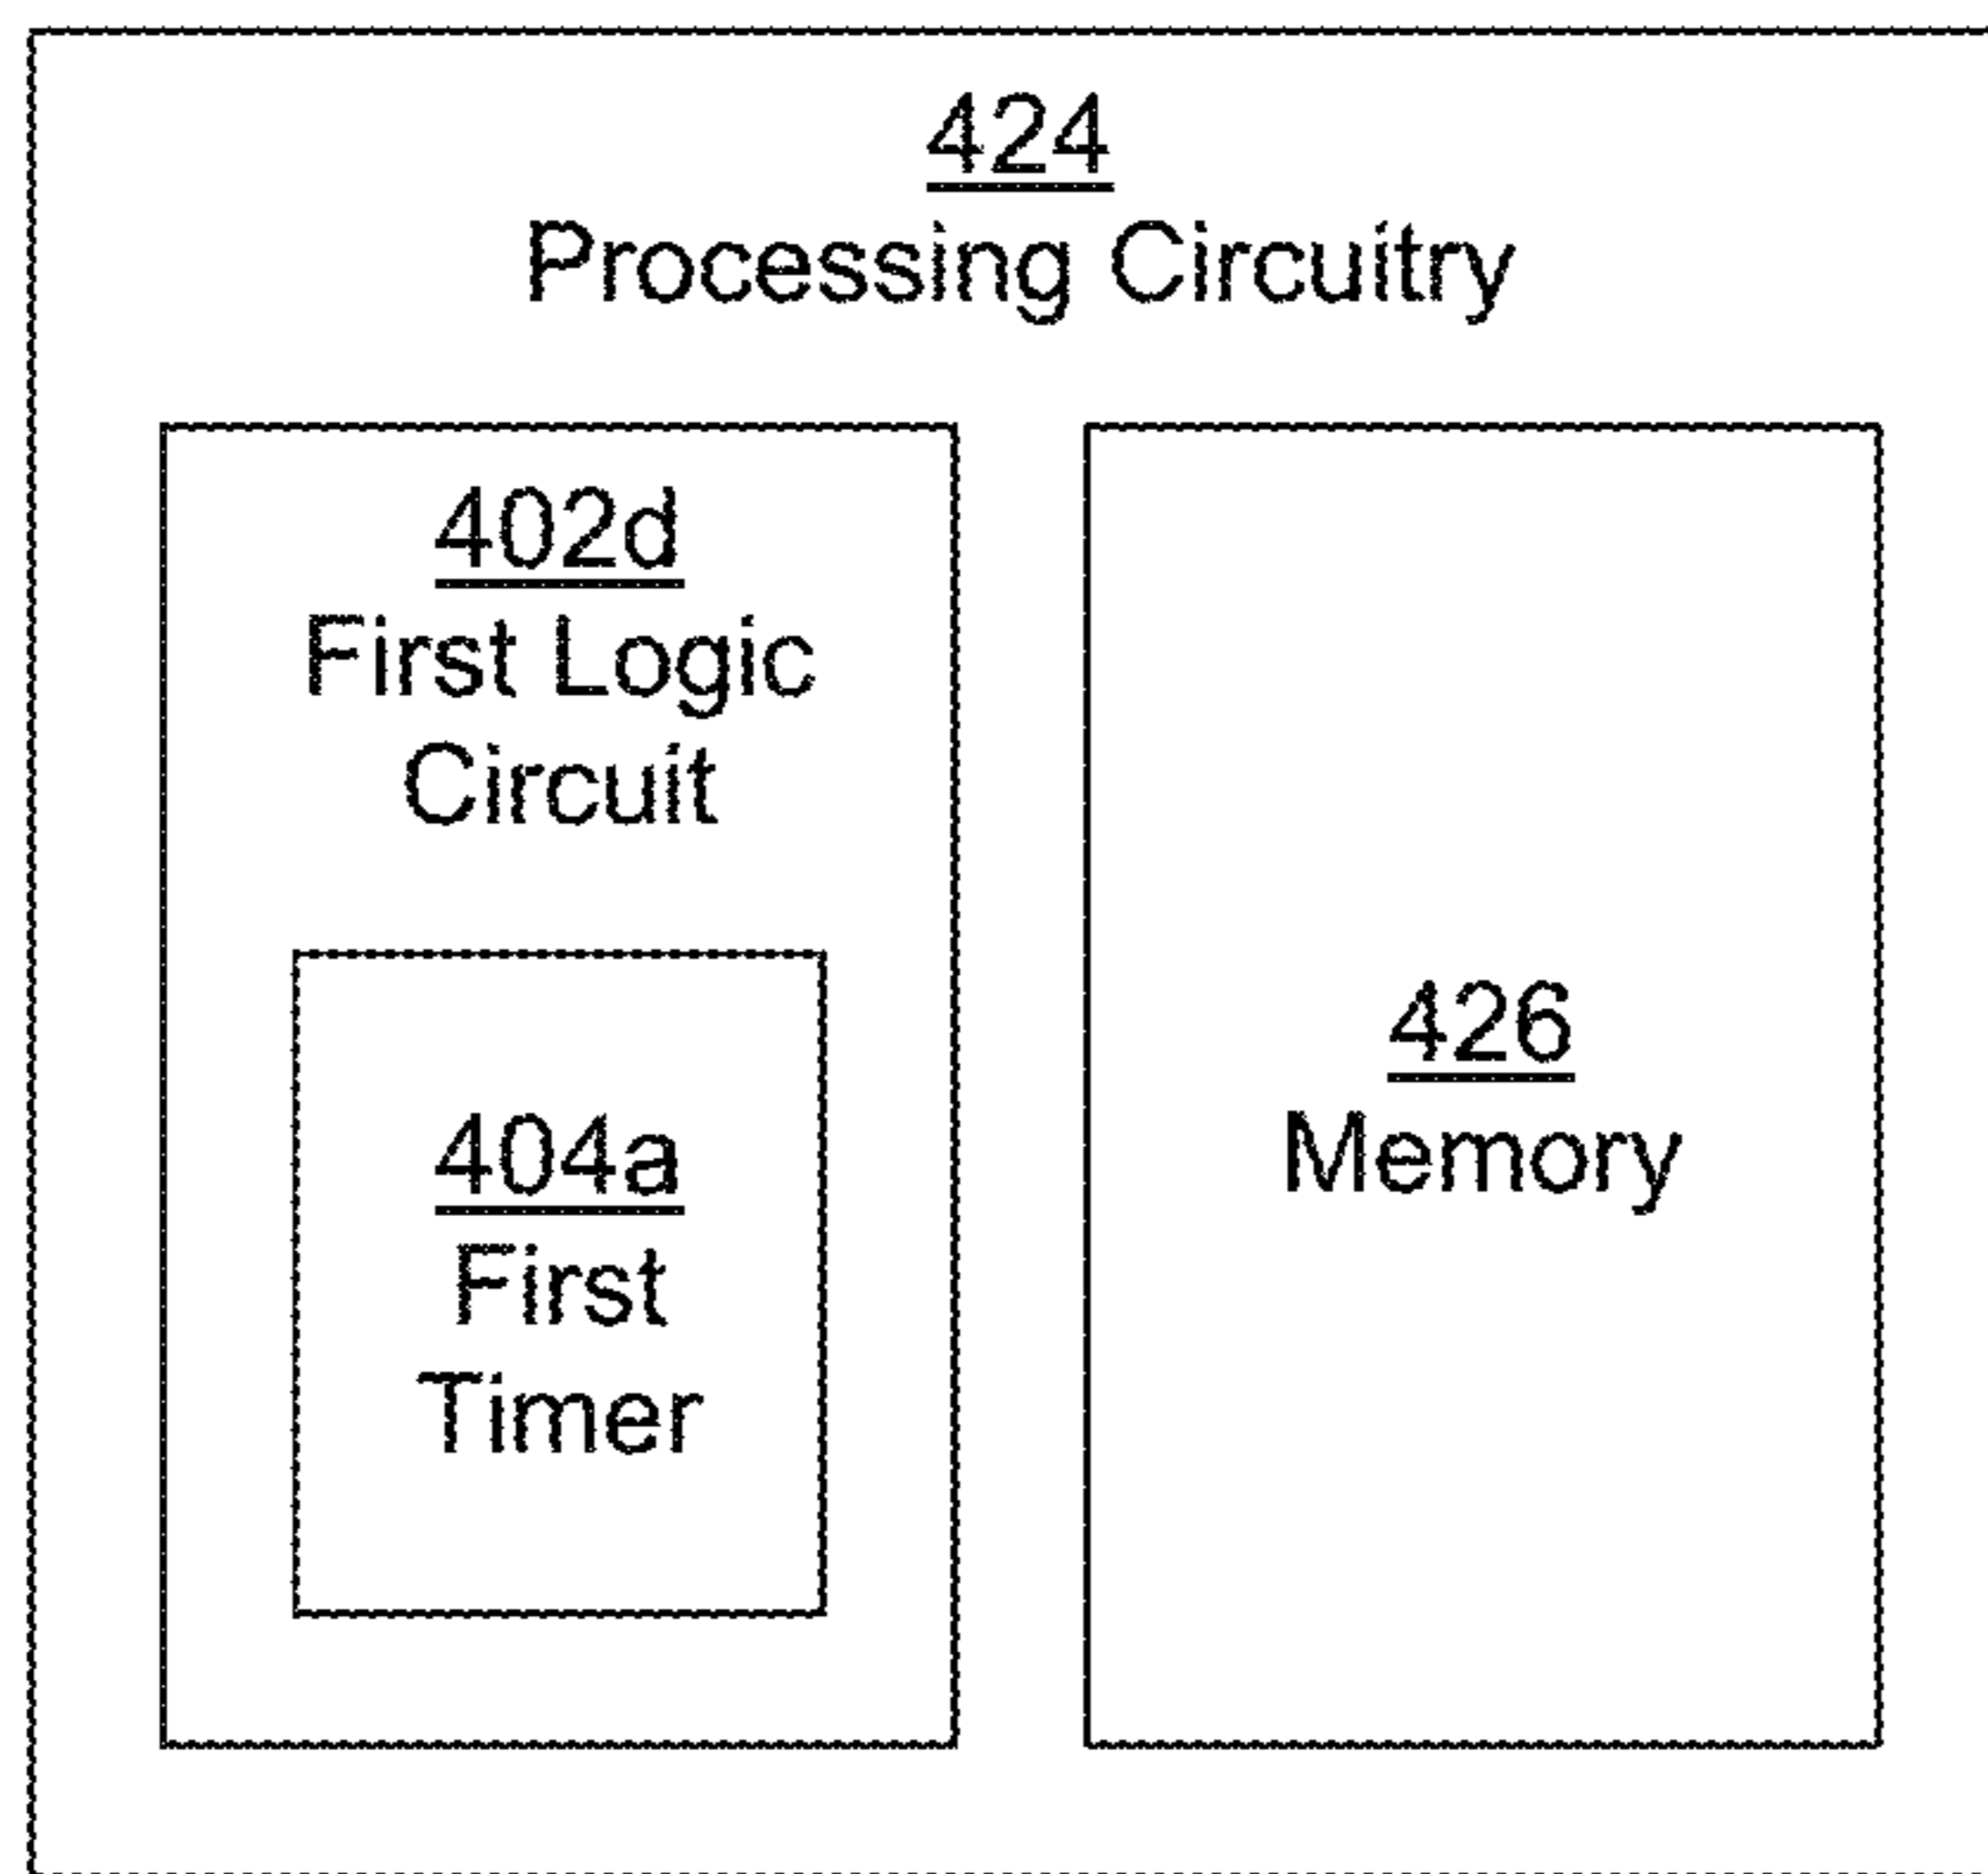 424
Processing Circuitry
402d
First Logic
Circuit
404a
First
Timer
426
Memory